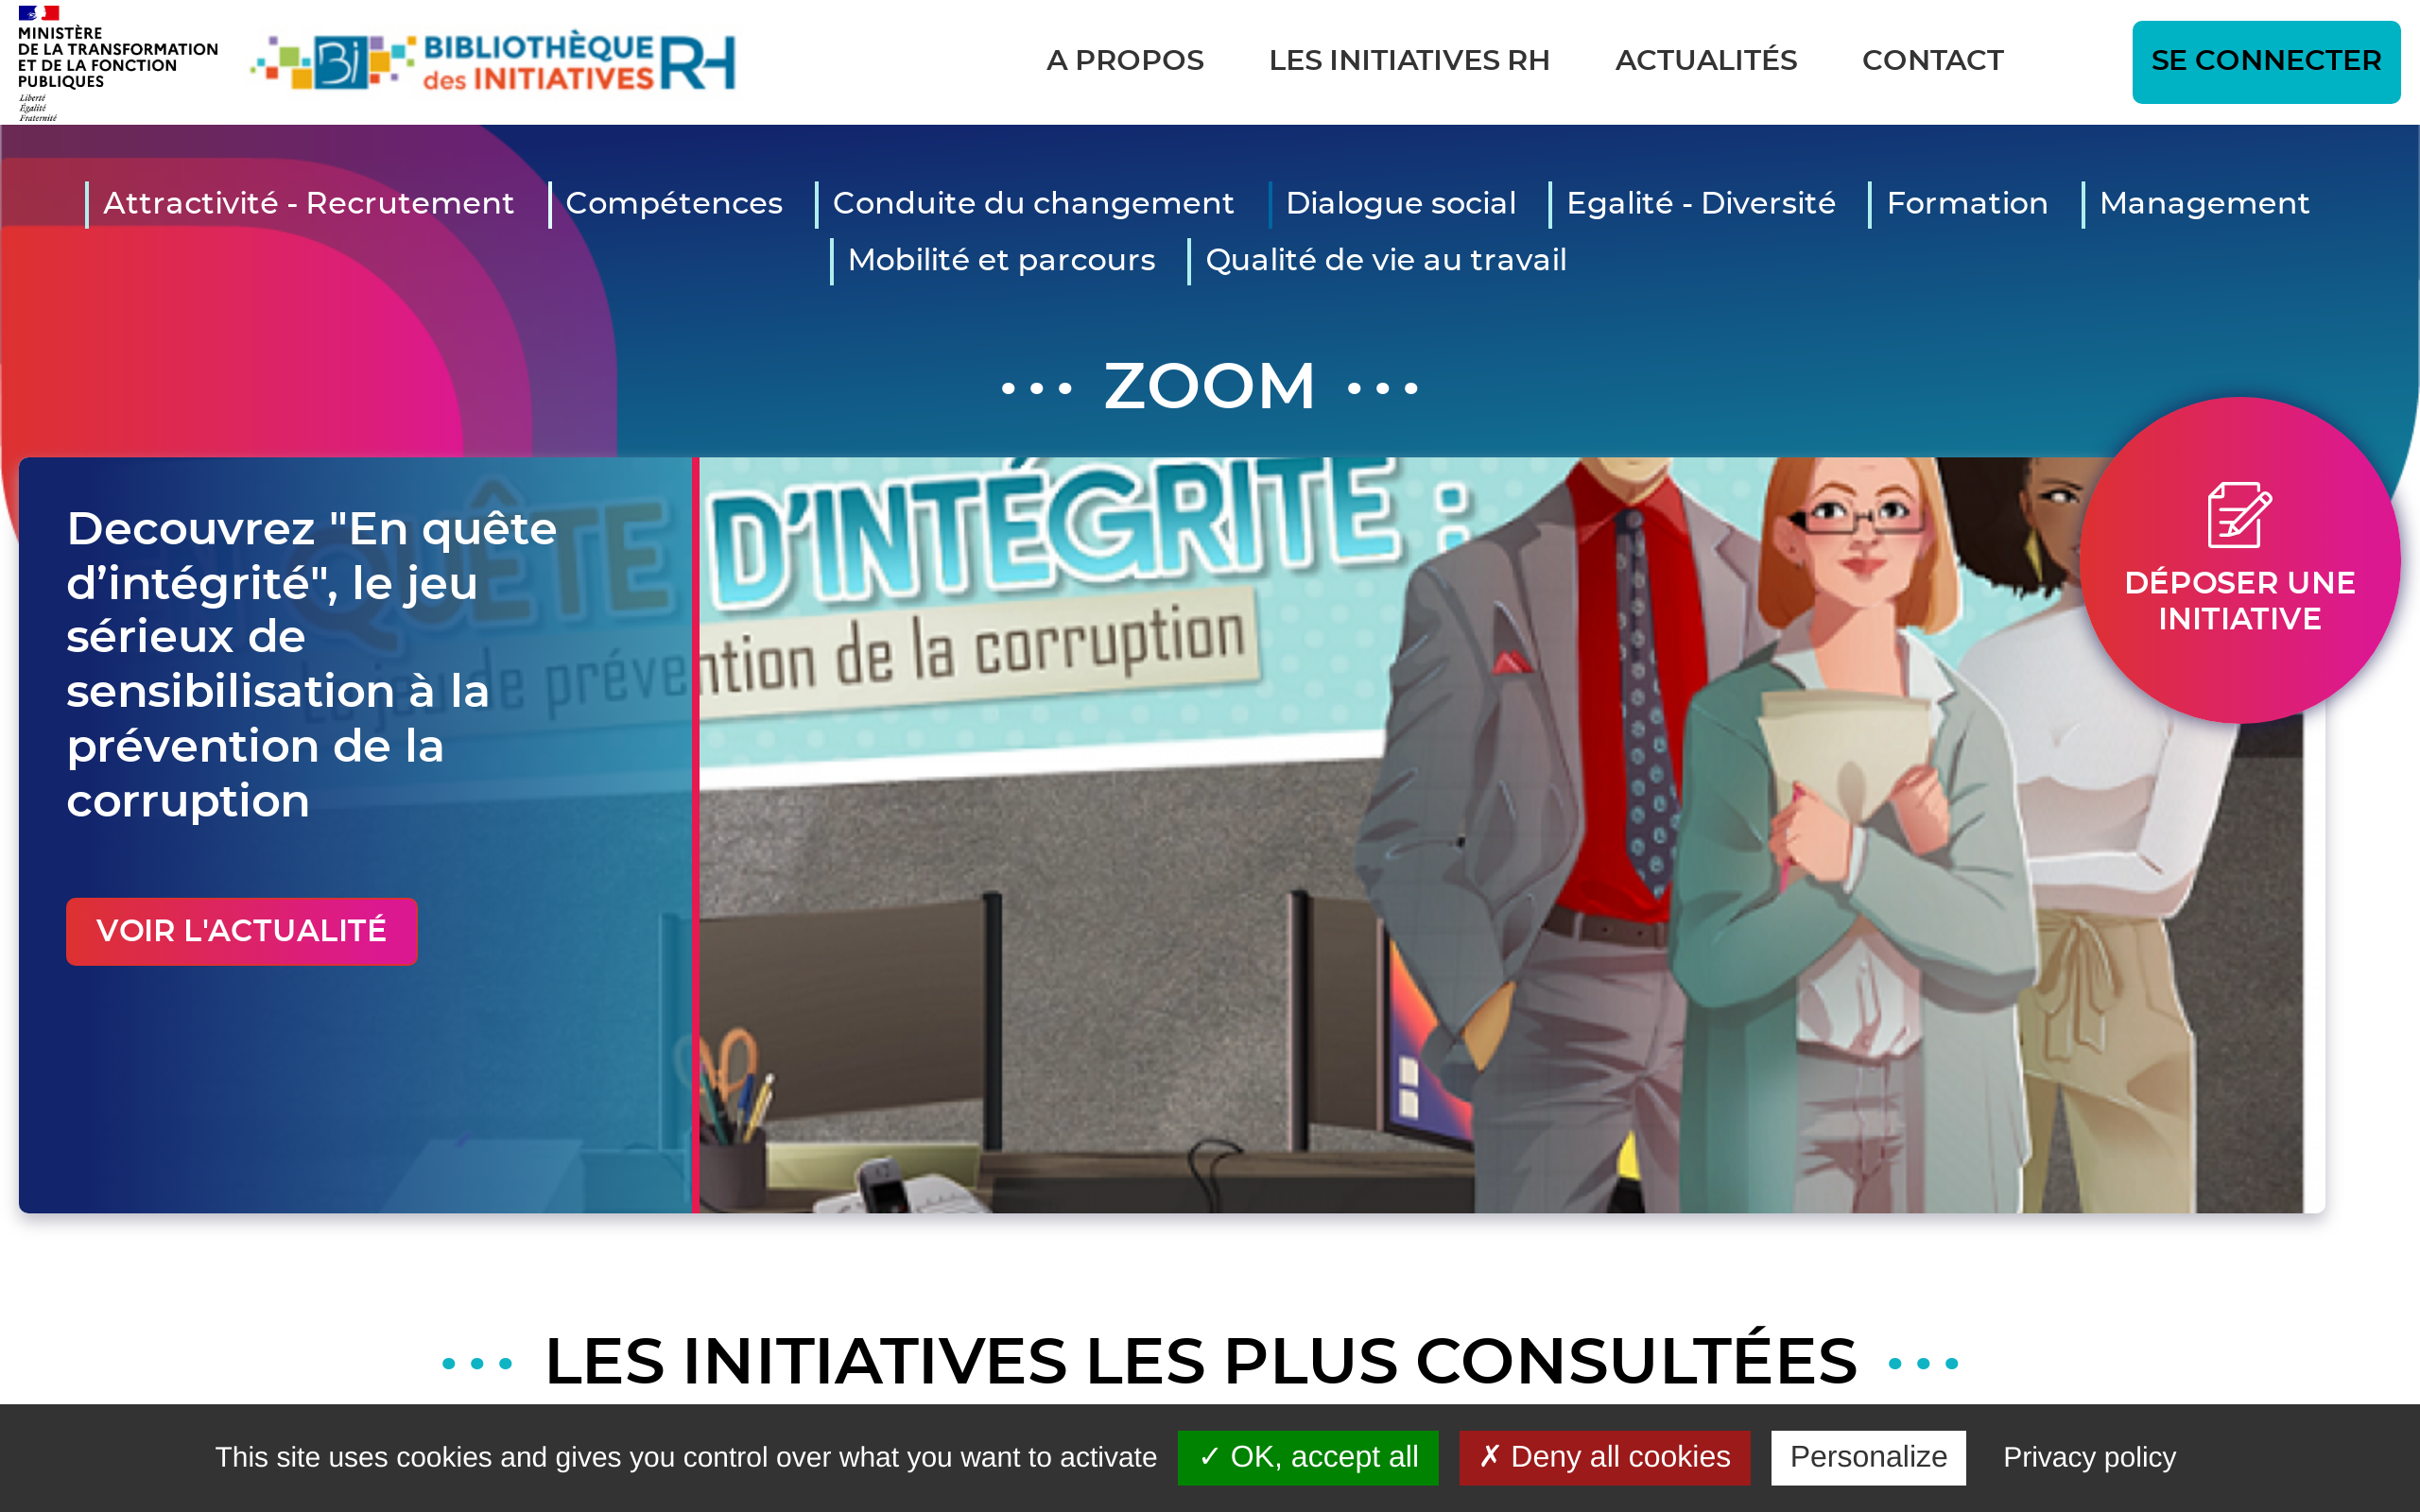 MINISTÈRE
DE LA TRANSFORMATION
ET DE LA FONCTION
PUBLIQUES
Liberté
Égalité
Fraternité
Bi BIBLIOTHÈQUE
des INITIATIVES RH
A PROPOS LES INITIATIVES RH ACTUALITÉS CONTACT SE CONNECTER
Attractivité - Recrutement Compétences Conduite du changement Dialogue social Egalité - Diversité Formation Management
Mobilité et parcours Qualité de vie au travail
ZOOM
Decouvrez "En quête
d’intégrité", le jeu
sérieux de
sensibilisation à la
prévention de la
corruption
VOIR L'ACTUALITÉ
QUÊTE D’INTÉGRITÉ :
Le jeu de prévention de la corruption
DÉPOSER UNE
INITIATIVE
LES INITIATIVES LES PLUS CONSULTÉES
This site uses cookies and gives you control over what you want to activate ✓ OK, accept all ✗ Deny all cookies Personalize Privacy policy